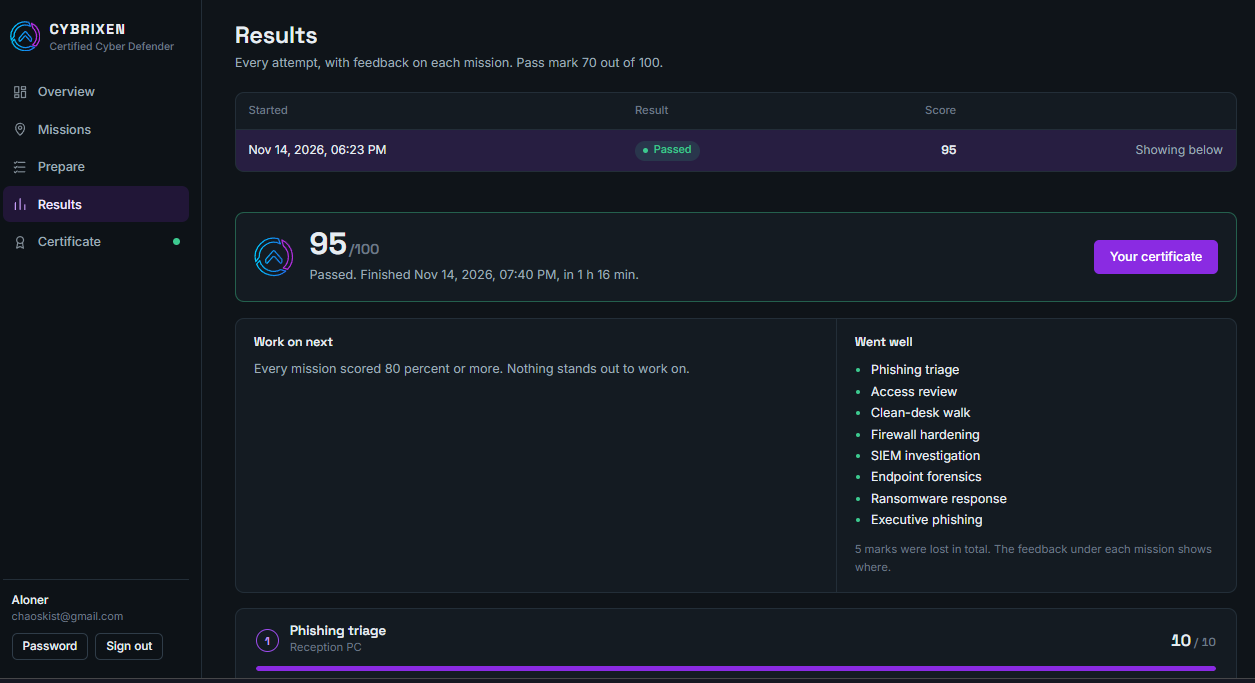 CYBRIXEN
Certified Cyber Defender
Overview
Missions
Prepare
Results
Certificate
Aloner
chaoskist@gmail.com
Password Sign out
Results
Every attempt, with feedback on each mission. Pass mark 70 out of 100.
Started Result Score
Nov 14, 2026, 06:23 PM Passed 95 Showing below
95/100
Passed. Finished Nov 14, 2026, 07:40 PM, in 1 h 16 min.
Your certificate
Work on next
Every mission scored 80 percent or more. Nothing stands out to work on.
Went well
Phishing triage
Access review
Clean-desk walk
Firewall hardening
SIEM investigation
Endpoint forensics
Ransomware response
Executive phishing
5 marks were lost in total. The feedback under each mission shows
where.
1 Phishing triage
Reception PC
10 / 10